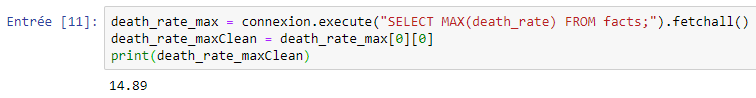 Entrée [11]: death_rate_max = connexion.execute("SELECT MAX(death_rate) FROM facts;").fetchall()
death_rate_maxClean = death_rate_max[0][0]
print(death_rate_maxClean)
14.89